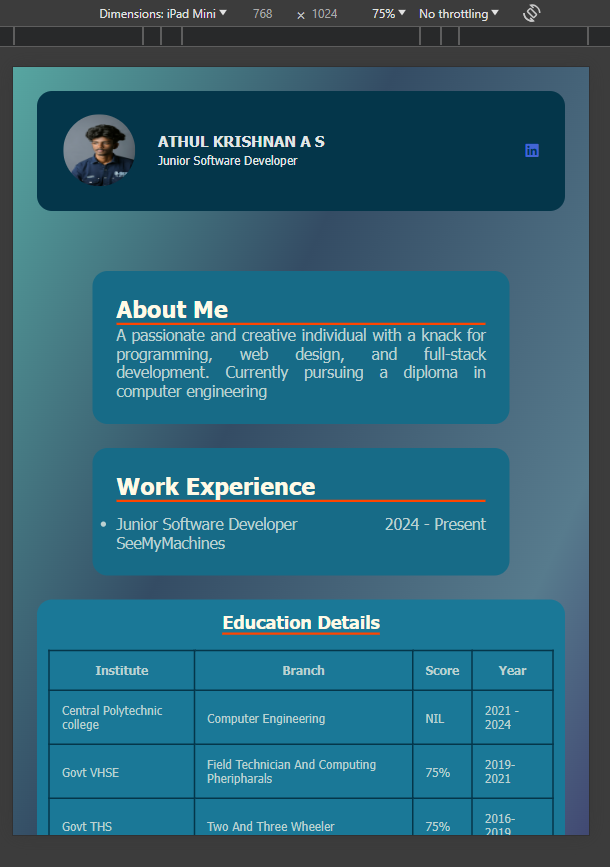 Dimensions: iPad Mini 768 x 1024 75% No throttling
ATHUL KRISHNAN A S
Junior Software Developer
in
About Me
A passionate and creative individual with a knack for
programming, web design, and full-stack
development. Currently pursuing a diploma in
computer engineering
Work Experience
• Junior Software Developer 2024 - Present
SeeMyMachines
Education Details
Institute Branch Score Year
Central Polytechnic
college
Computer Engineering
NIL
2021 -
2024
Govt VHSE
Field Technician And Computing
Pheripharals
75%
2019-
2021
Govt THS
Two And Three Wheeler
75%
2016-
2019